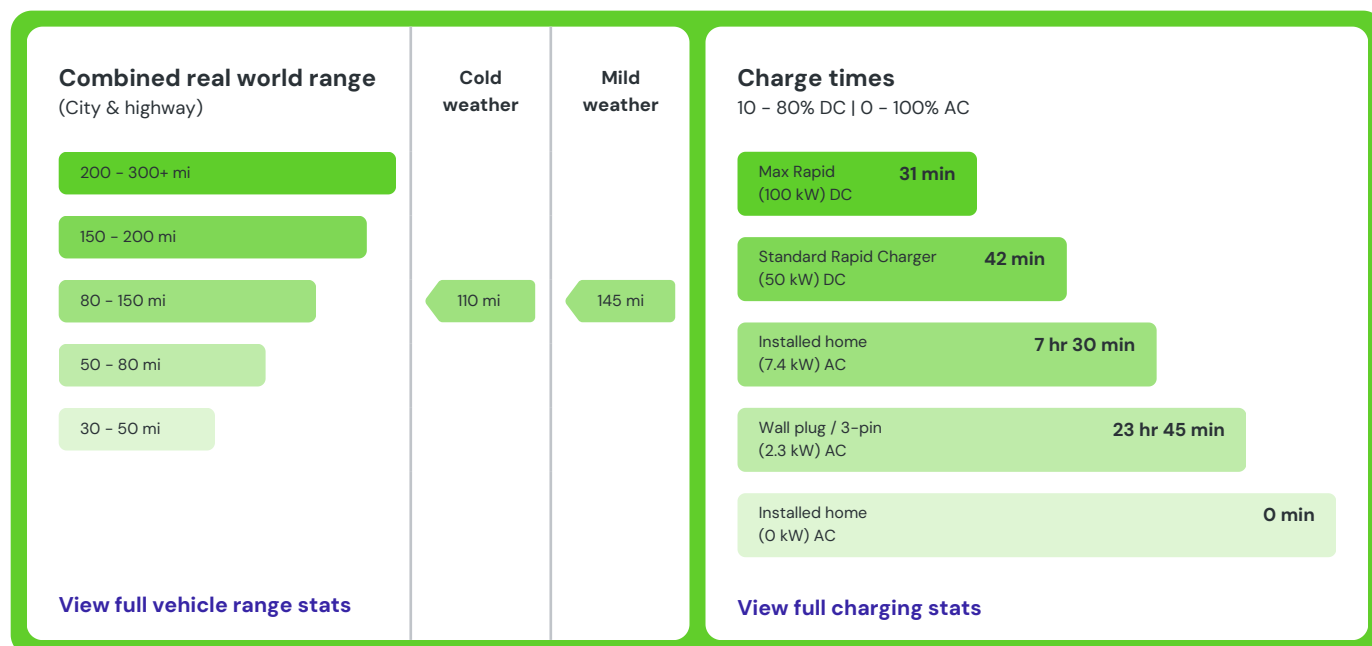 Combined real world range
(City & highway)
Cold
weather
Mild
weather
200 - 300+ mi
150 - 200 mi
80 - 150 mi
110 mi
145 mi
50 - 80 mi
30 - 50 mi
View full vehicle range stats
Charge times
10 - 80% DC | 0 - 100% AC
Max Rapid
(100 kW) DC
31 min
Standard Rapid Charger
(50 kW) DC
42 min
Installed home
(7.4 kW) AC
7 hr 30 min
Wall plug / 3-pin
(2.3 kW) AC
23 hr 45 min
Installed home
(0 kW) AC
0 min
View full charging stats